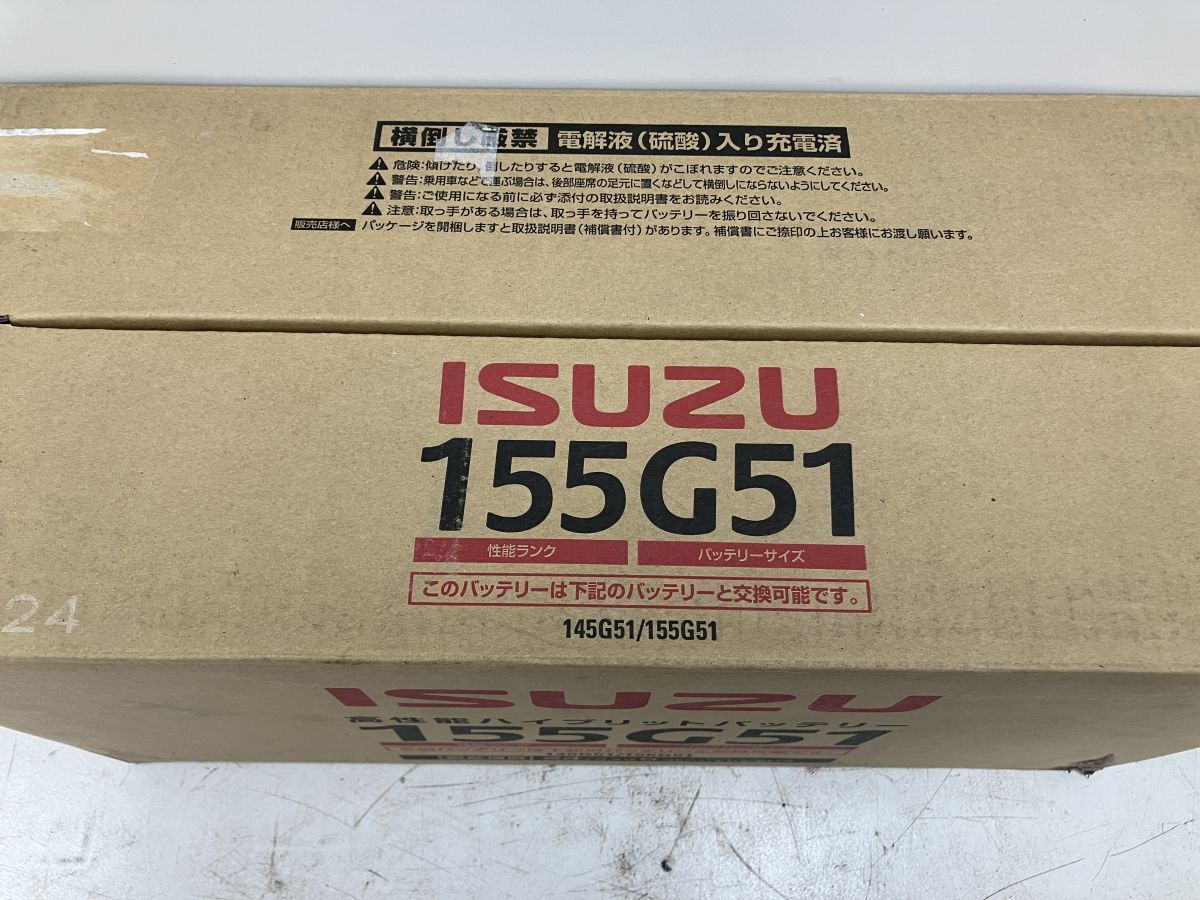 横倒し厳禁 電解液（硫酸）入り充電済
危険：傾けたり、倒したりすると電解液（硫酸）がこぼれますのでご注意ください。
警告：乗用車などで運ぶ場合は、後部座席の足元に置くなどして横倒しにならないようにしてください。
警告：ご使用になる前に必ず添付の取扱説明書をお読みください。
注意：取っ手がある場合は、取っ手を持ってバッテリーを振り回さないでください。
販売店様へ パッケージを開梱しますと取扱説明書（補償書付）があります。補償書にご捺印の上お客様にお渡し願います。
ISUZU
155G51
性能ランク バッテリーサイズ
このバッテリーは下記のバッテリーと交換可能です。
145G51/155G51
24
ISUZU
高性能ハイブリットバッテリー
155G51